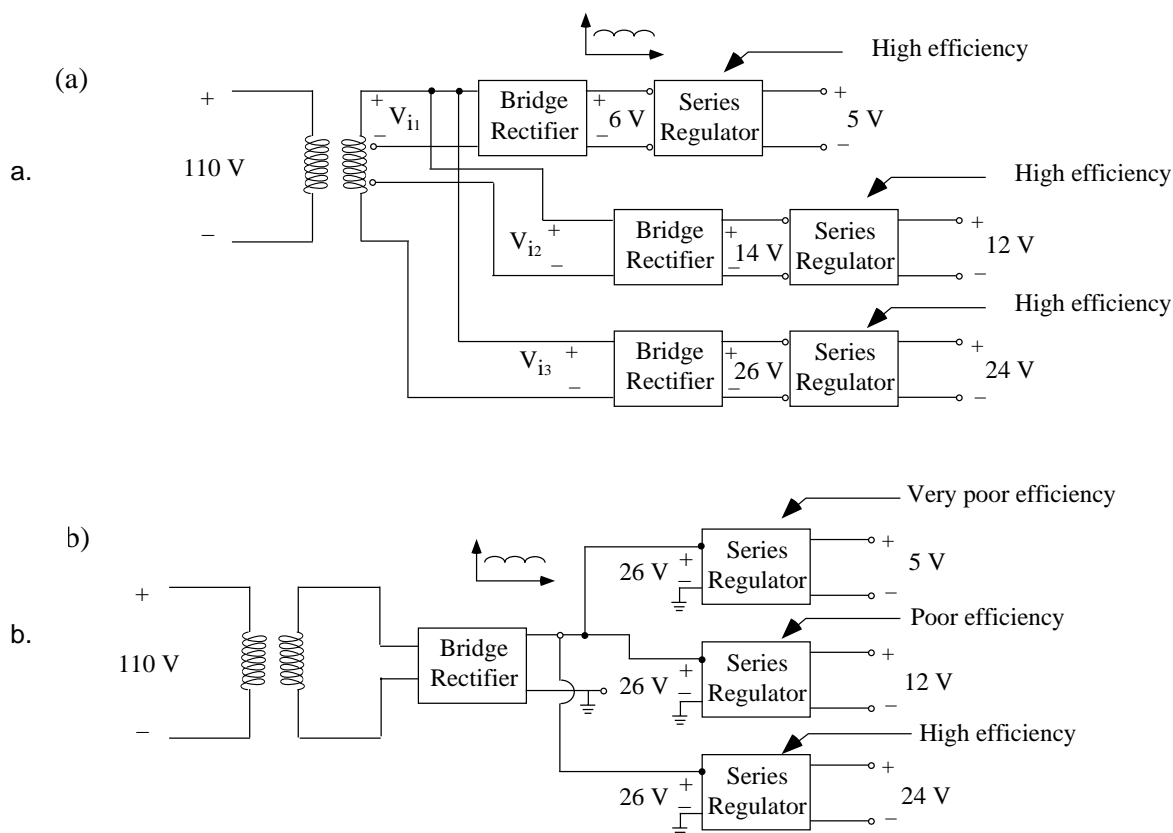 High efficiency
(a)
+
V i1
+
−
Bridge
Rectifier
+
6 V
−
Series
Regulator
+
5 V
−
a.
110 V
High efficiency
−
V i2
+
−
Bridge
Rectifier
+
14 V
−
Series
Regulator
+
12 V
−
High efficiency
V i3
+
−
Bridge
Rectifier
+
26 V
−
Series
Regulator
+
24 V
−
Very poor efficiency
b)
26 V
+
−
Series
Regulator
+
5 V
−
+
Poor efficiency
b.
110 V
Bridge
Rectifier
26 V
+
−
Series
Regulator
+
12 V
−
−
High efficiency
26 V
+
−
Series
Regulator
+
24 V
−